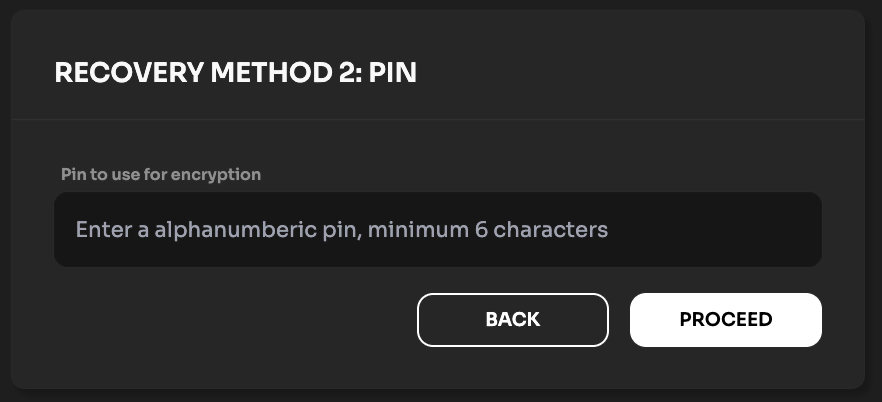 RECOVERY METHOD 2: PIN
Pin to use for encryption
Enter a alphanumberic pin, minimum 6 characters
BACK
PROCEED